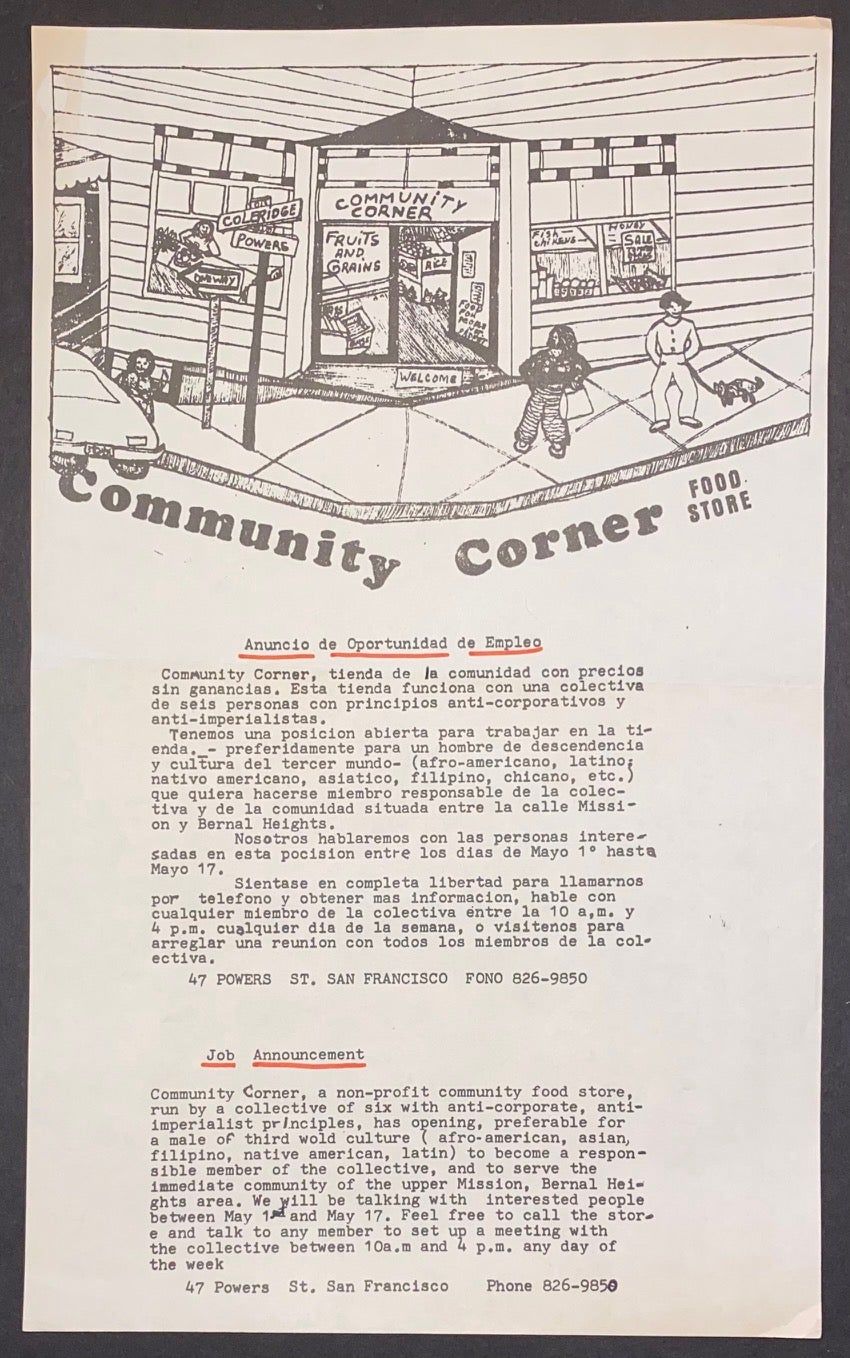 COLERIDGE
POWERS
ONE WAY
COMMUNITY
CORNER
FRUITS
AND
GRAINS
RICE
FOOD
FOR
PEOPLE
NOT
WELCOME
Fish
chickens
HONEY
SALE
Community Corner FOOD
STORE
Anuncio de Oportunidad de Empleo
Community Corner, tienda de la comunidad con precios
sin ganancias. Esta tienda funciona con una colectiva
de seis personas con principios anti-corporativos y
anti-imperialistas.
Tenemos una posicion abierta para trabajar en la ti-
enda._- preferidamente para un hombre de descendencia
y cultura del tercer mundo- (afro-americano, latino,
nativo americano, asiatico, filipino, chicano, etc.)
que quiera hacerse miembro responsable de la colec-
tiva y de la comunidad situada entre la calle Missi-
on y Bernal Heights.
Nosotros hablaremos con las personas intere-
sadas en esta pocision entre los dias de Mayo 1° hasta
Mayo 17.
Sientase en completa libertad para llamarnos
por telefono y obtener mas informacion, hable con
cualquier miembro de la colectiva entre la 10 a,m. y
4 p.m. cualquier dia de la semana, o visitenos para
arreglar una reunion con todos los miembros de la col-
ectiva.
47 POWERS ST. SAN FRANCISCO FONO 826-9850
Job Announcement
Community Corner, a non-profit community food store,
run by a collective of six with anti-corporate, anti-
imperialist principles, has opening, preferable for
a male of third wold culture ( afro-american, asian,
filipino, native american, latin) to become a respon-
sible member of the collective, and to serve the
immediate community of the upper Mission, Bernal Hei-
ghts area. We will be talking with interested people
between May 1st and May 17. Feel free to call the stor-
e and talk to any member to set up a meeting with
the collective between 10a.m and 4 p.m. any day of
the week
47 Powers St. San Francisco Phone 826-9850